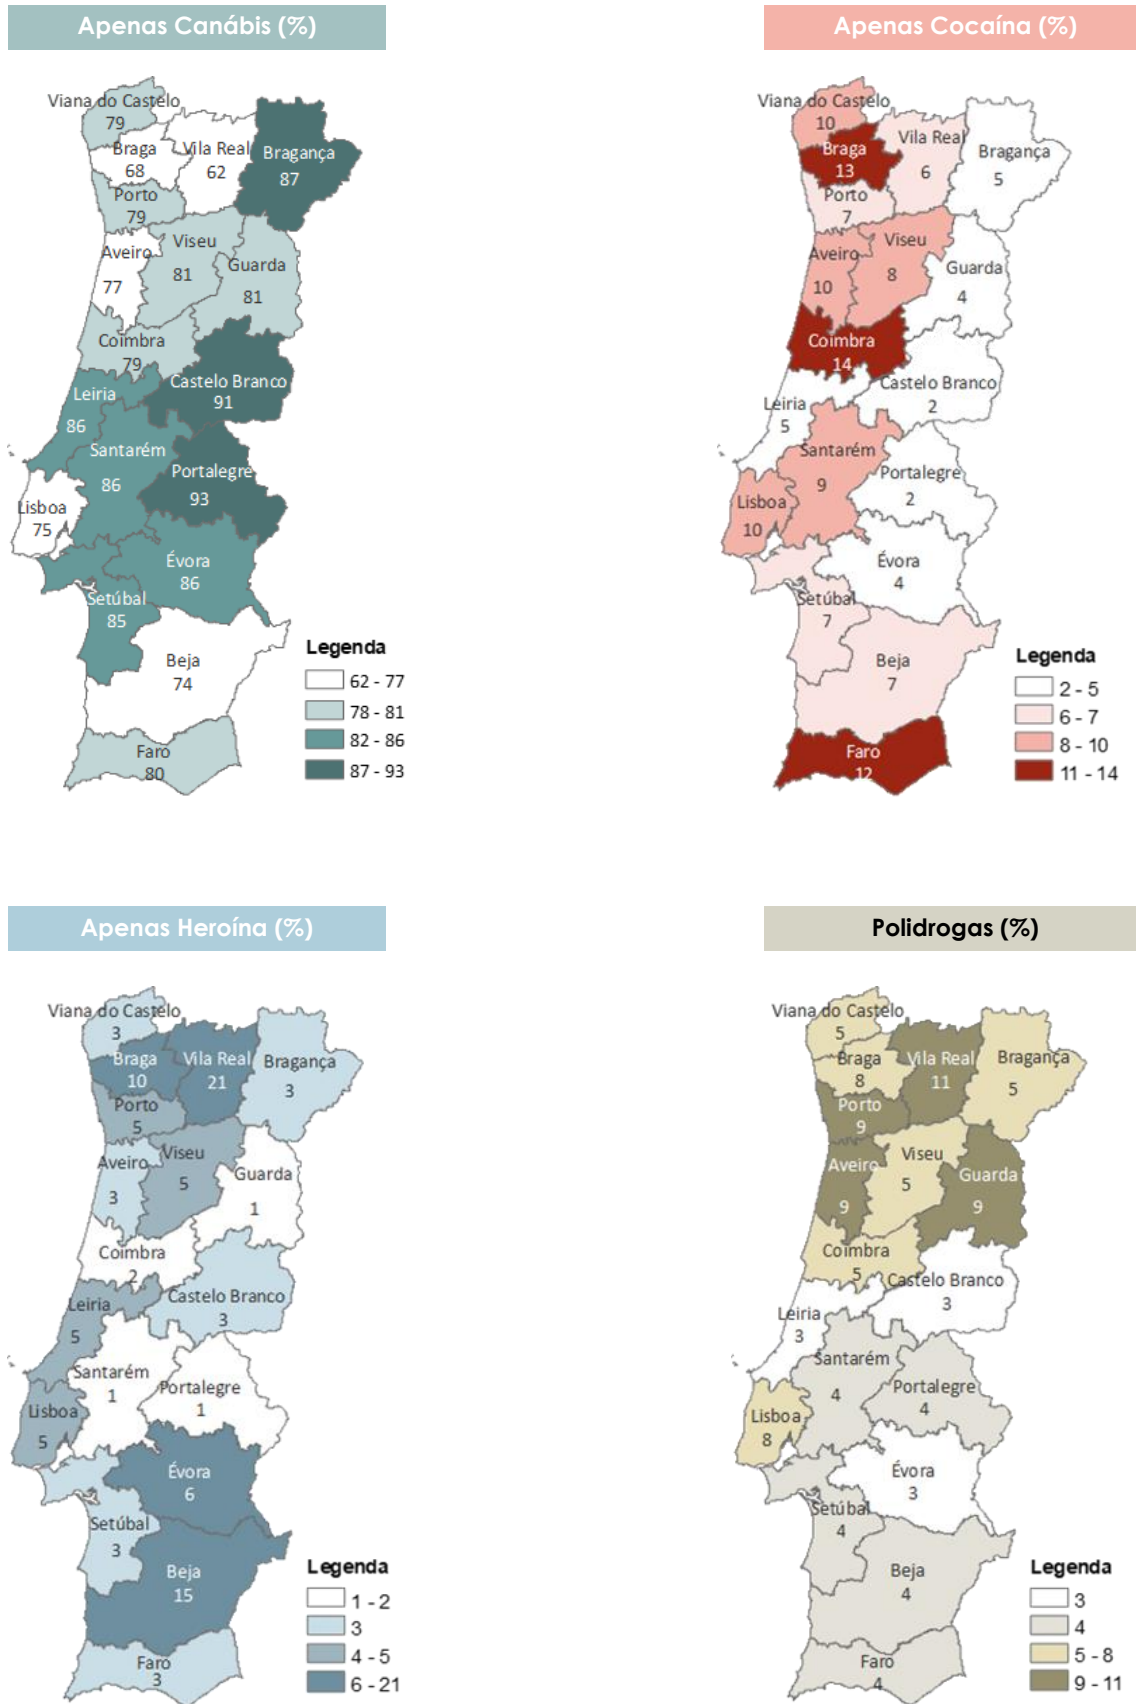 Apenas Canábis (%)
Viana do Castelo
79
Braga
68
Vila Real
62
Bragança
87
Porto
79
Aveiro
77
Viseu
81
Guarda
81
Coimbra
79
Castelo Branco
91
Leiria
86
Santarém
86
Portalegre
93
Lisboa
75
Évora
86
Setúbal
85
Beja
74
Faro
80
Legenda
62 - 77
78 - 81
82 - 86
87 - 93
Apenas Cocaína (%)
Viana do Castelo
10
Braga
13
Vila Real
6
Bragança
5
Porto
7
Aveiro
10
Viseu
8
Guarda
4
Coimbra
14
Castelo Branco
2
Leiria
5
Santarém
9
Portalegre
2
Lisboa
10
Évora
4
Setúbal
7
Beja
7
Faro
12
Legenda
2 - 5
6 - 7
8 - 10
11 - 14
Apenas Heroína (%)
Viana do Castelo
3
Braga
10
Vila Real
21
Bragança
3
Porto
5
Aveiro
3
Viseu
5
Guarda
1
Coimbra
2
Castelo Branco
3
Leiria
5
Santarém
1
Portalegre
1
Lisboa
5
Évora
6
Setúbal
3
Beja
15
Faro
3
Legenda
1 - 2
3
4 - 5
6 - 21
Polidrogas (%)
Viana do Castelo
5
Braga
8
Vila Real
11
Bragança
5
Porto
9
Aveiro
9
Viseu
5
Guarda
9
Coimbra
5
Castelo Branco
3
Leiria
3
Santarém
4
Portalegre
4
Lisboa
8
Évora
3
Setúbal
4
Beja
4
Faro
4
Legenda
3
4
5 - 8
9 - 11